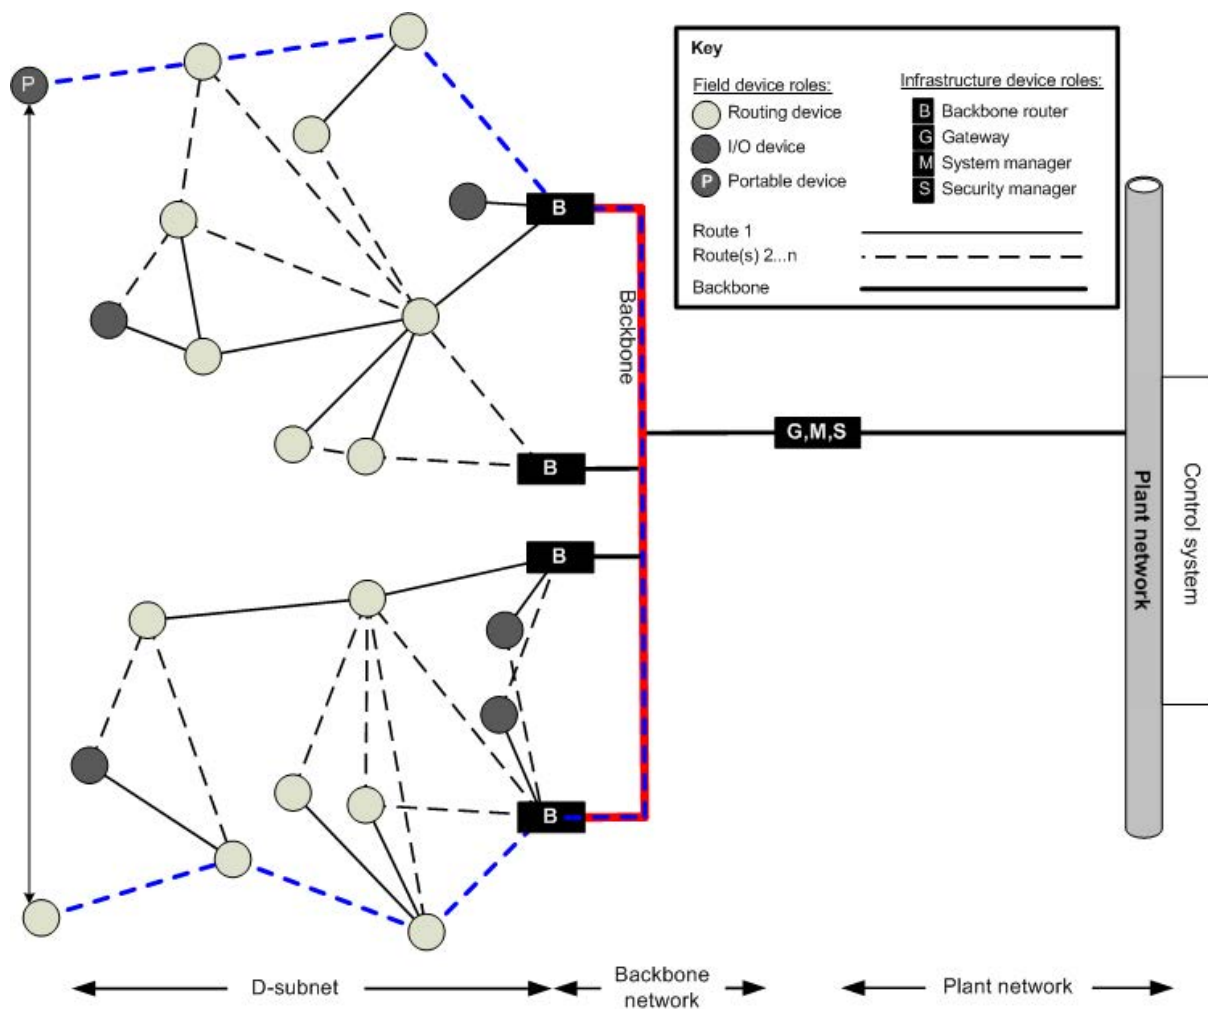 Key
Field device roles:
Routing device
I/O device
P
Portable device
Infrastructure device roles:
B
Backbone router
G
Gateway
M
System manager
S
Security manager
Route 1
Route(s) 2...n
Backbone
P
B
Backbone
G,M,S
B
B
B
Plant network
Control system
D-subnet
Backbone
network
Plant network